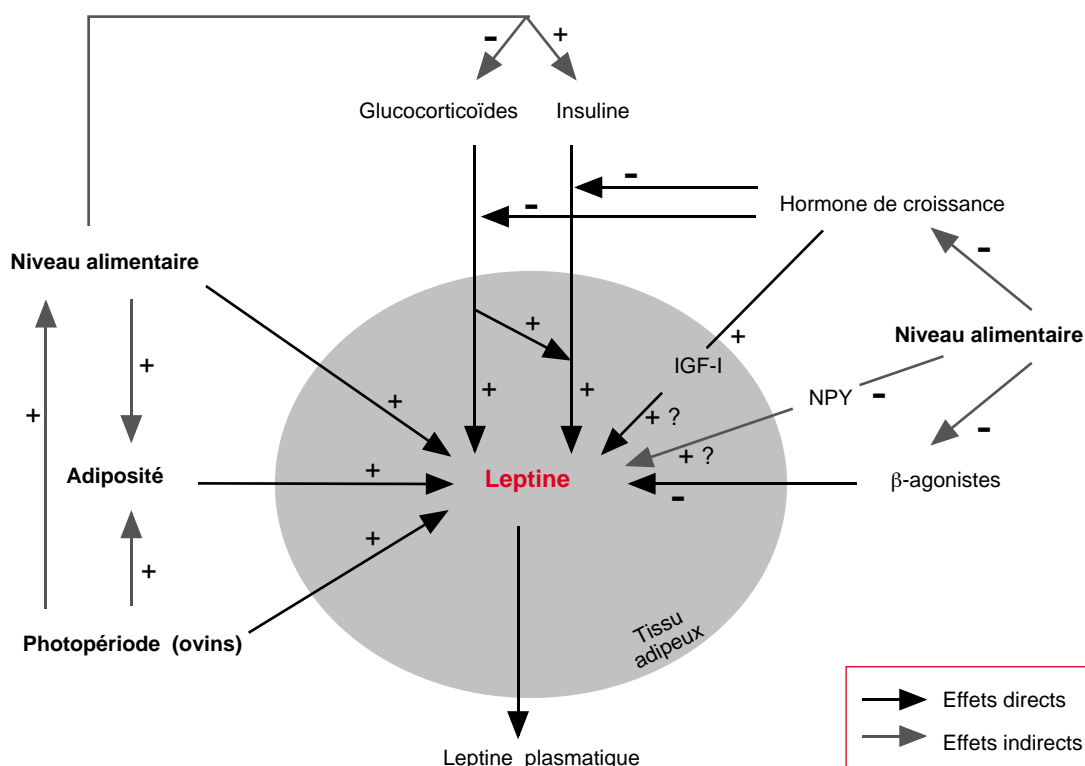 - +
Glucocorticoïdes Insuline
-
-
Hormone de croissance
-
Niveau alimentaire
+
+
Niveau alimentaire
+
IGF-I
+
+
+
+
+ ?
NPY -
-
+ ?
Adiposité
+
Leptine
-
β-agonistes
+
+
Photopériode (ovins)
Tissu
adipeux
Effets directs
Effets indirects
Leptine plasmatique